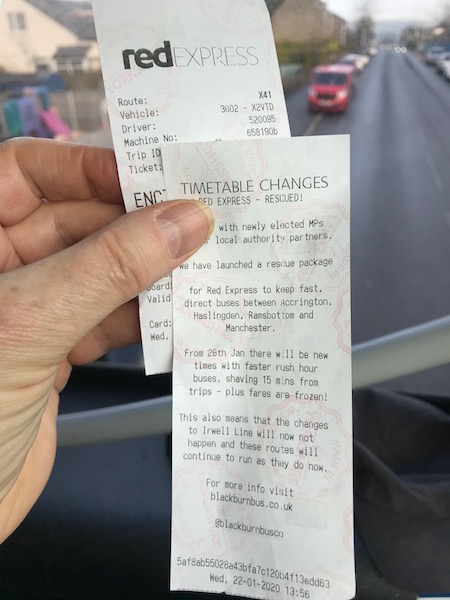 redEXPRESS
Route: X41
Vehicle: 3602 - X2VTD
Driver: 520095
Machine No: 658190b
Trip ID
Ticket:
Board
Valid
Card:
Wed,
TIMETABLE CHANGES
RED EXPRESS - RESCUED!
with newly elected MPs
local authority partners,
we have launched a rescue package
for Red Express to keep fast,
direct buses between Accrington,
Haslingden, Ramsbottom and
Manchester.
From 26th Jan there will be new
times with faster rush hour
buses, shaving 15 mins from
trips - plus fares are frozen!
This also means that the changes
to Irwell Line will now not
happen and these routes will
continue to run as they do now.
For more info visit
blackburnbus.co.uk
@blackburnbusco
5af8ab55028a43bfa7c120b4f13edd63
Wed, 22-01-2020 13:56